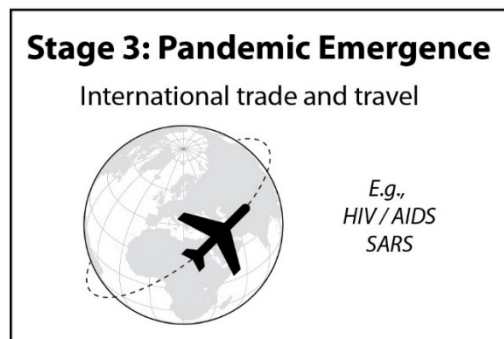 Stage 3: Pandemic Emergence
International trade and travel
E.g.,
HIV / AIDS
SARS